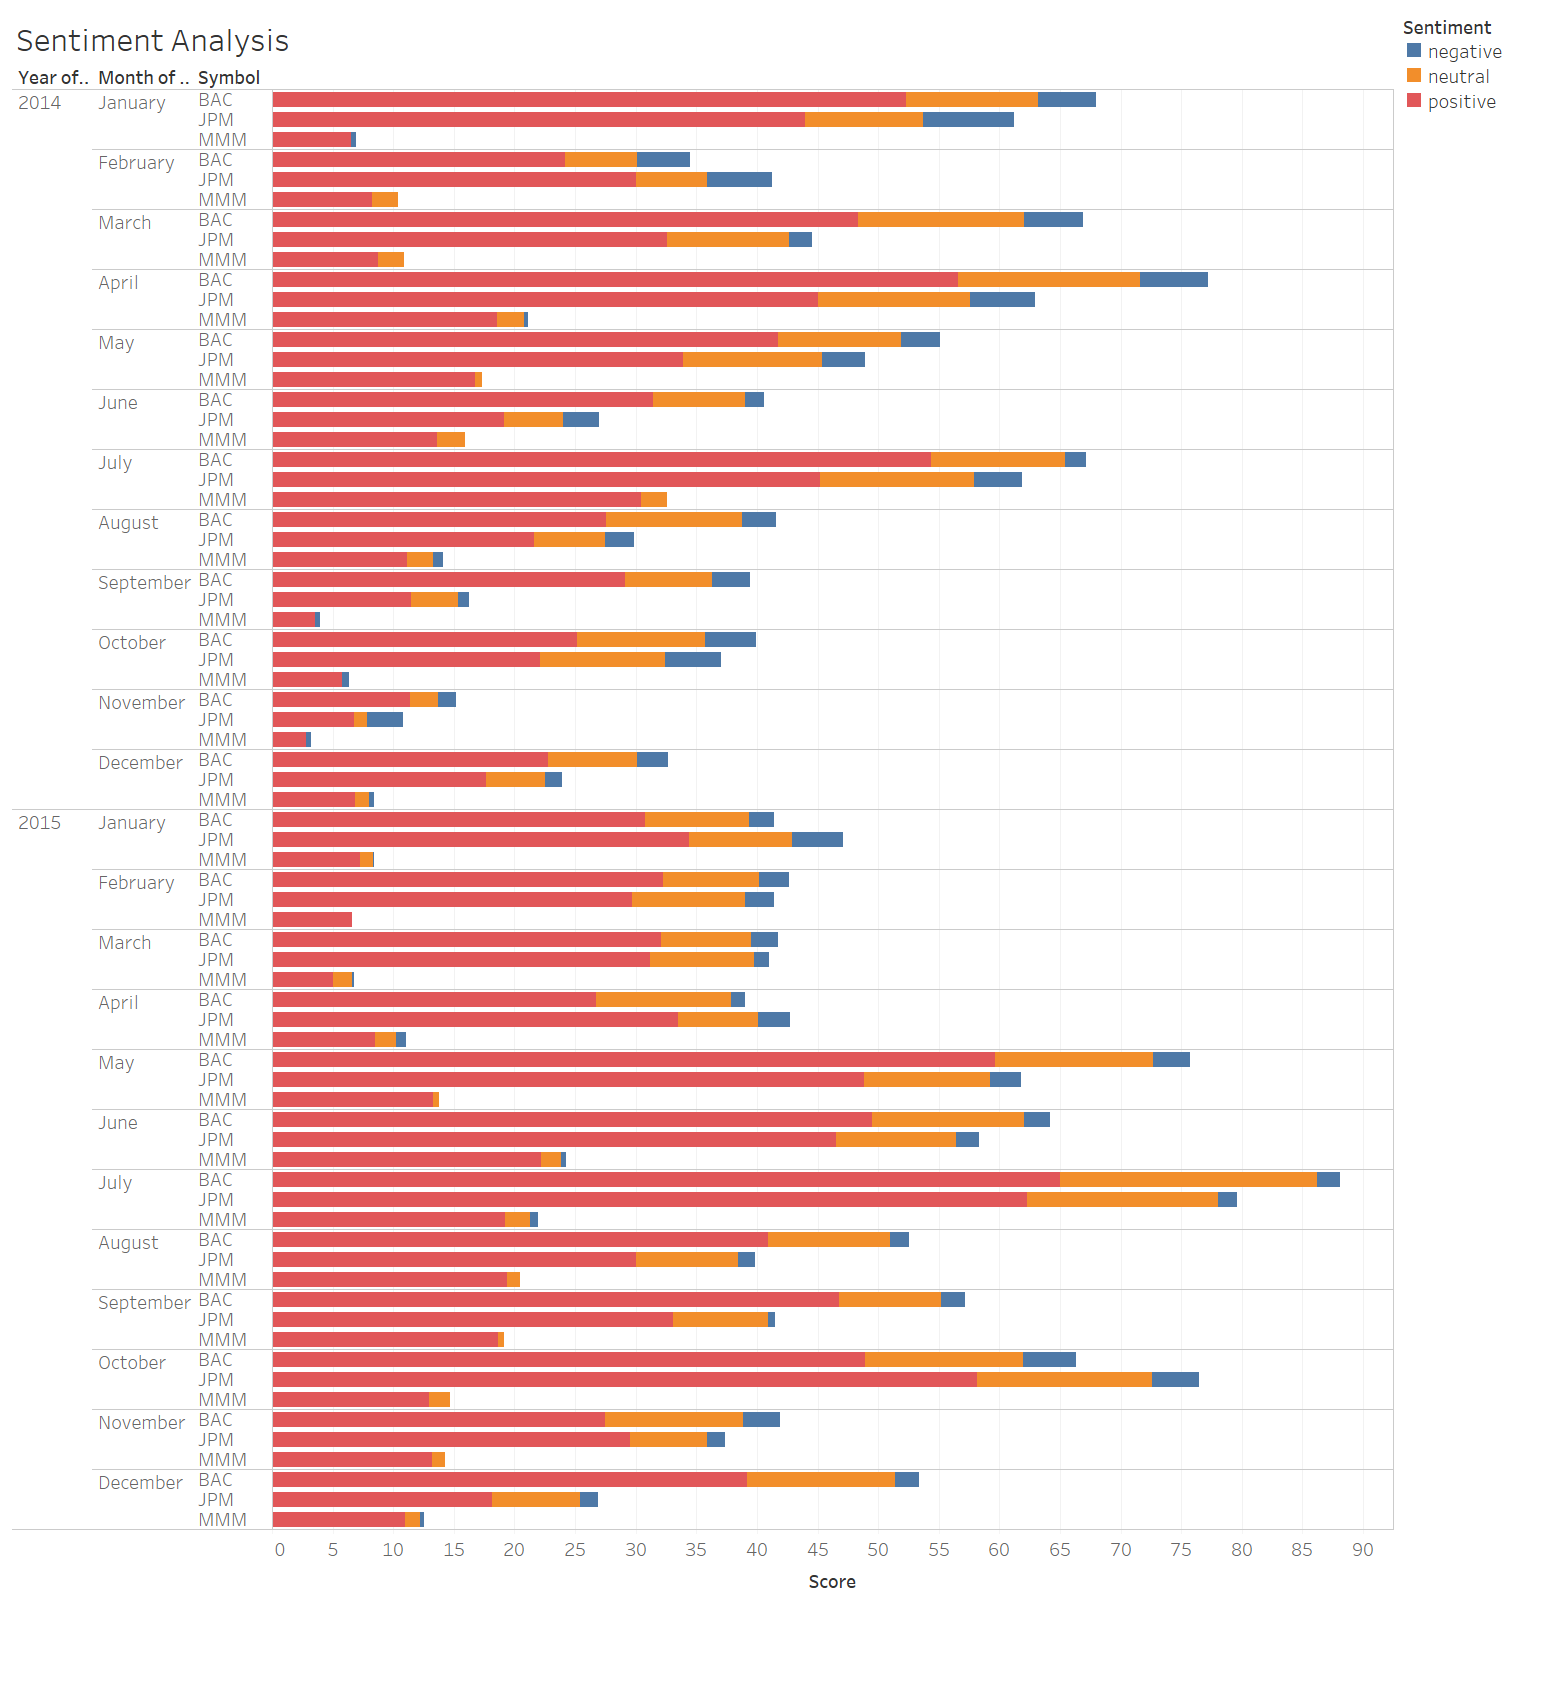 Sentiment Analysis
Sentiment
negative
neutral
positive
Year of.. Month of .. Symbol
2014 January BAC
JPM
MMM
February BAC
JPM
MMM
March BAC
JPM
MMM
April BAC
JPM
MMM
May BAC
JPM
MMM
June BAC
JPM
MMM
July BAC
JPM
MMM
August BAC
JPM
MMM
September BAC
JPM
MMM
October BAC
JPM
MMM
November BAC
JPM
MMM
December BAC
JPM
MMM
2015 January BAC
JPM
MMM
February BAC
JPM
MMM
March BAC
JPM
MMM
April BAC
JPM
MMM
May BAC
JPM
MMM
June BAC
JPM
MMM
July BAC
JPM
MMM
August BAC
JPM
MMM
September BAC
JPM
MMM
October BAC
JPM
MMM
November BAC
JPM
MMM
December BAC
JPM
MMM
0 5 10 15 20 25 30 35 40 45 50 55 60 65 70 75 80 85 90
Score